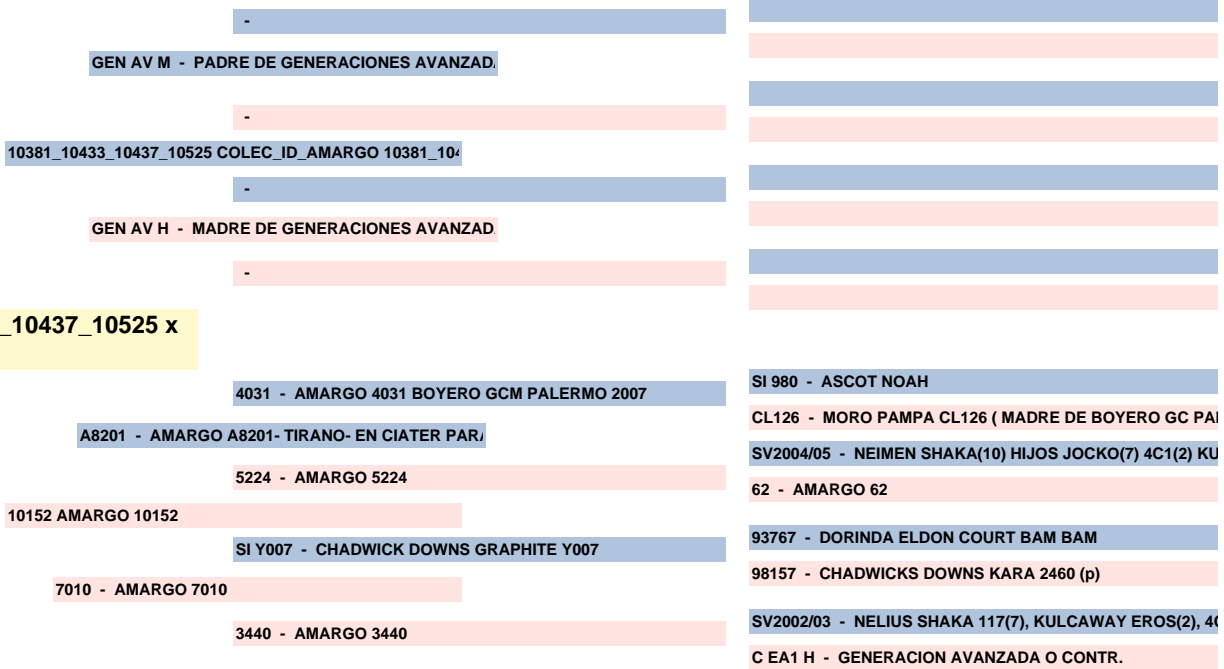 -
GEN AV M - PADRE DE GENERACIONES AVANZAD
-
10381_10433_10437_10525 COLEC_ID_AMARGO 10381_10
-
GEN AV H - MADRE DE GENERACIONES AVANZAD
-
_10437_10525 x
4031 - AMARGO 4031 BOYERO GCM PALERMO 2007
SI 980 - ASCOT NOAH
CL126 - MORO PAMPA CL126 ( MADRE DE BOYERO GC PA
A8201 - AMARGO A8201- TIRANO- EN CIATER PAR
SV2004/05 - NEIMEN SHAKA(10) HIJOS JOCKO(7) 4C1(2) KU
5224 - AMARGO 5224
62 - AMARGO 62
10152 AMARGO 10152
93767 - DORINDA ELDON COURT BAM BAM
SI Y007 - CHADWICK DOWNS GRAPHITE Y007
98157 - CHADWICKS DOWNS KARA 2460 (p)
7010 - AMARGO 7010
SV2002/03 - NELIUS SHAKA 117(7), KULCAWAY EROS(2), 4
3440 - AMARGO 3440
C EA1 H - GENERACION AVANZADA O CONTR.